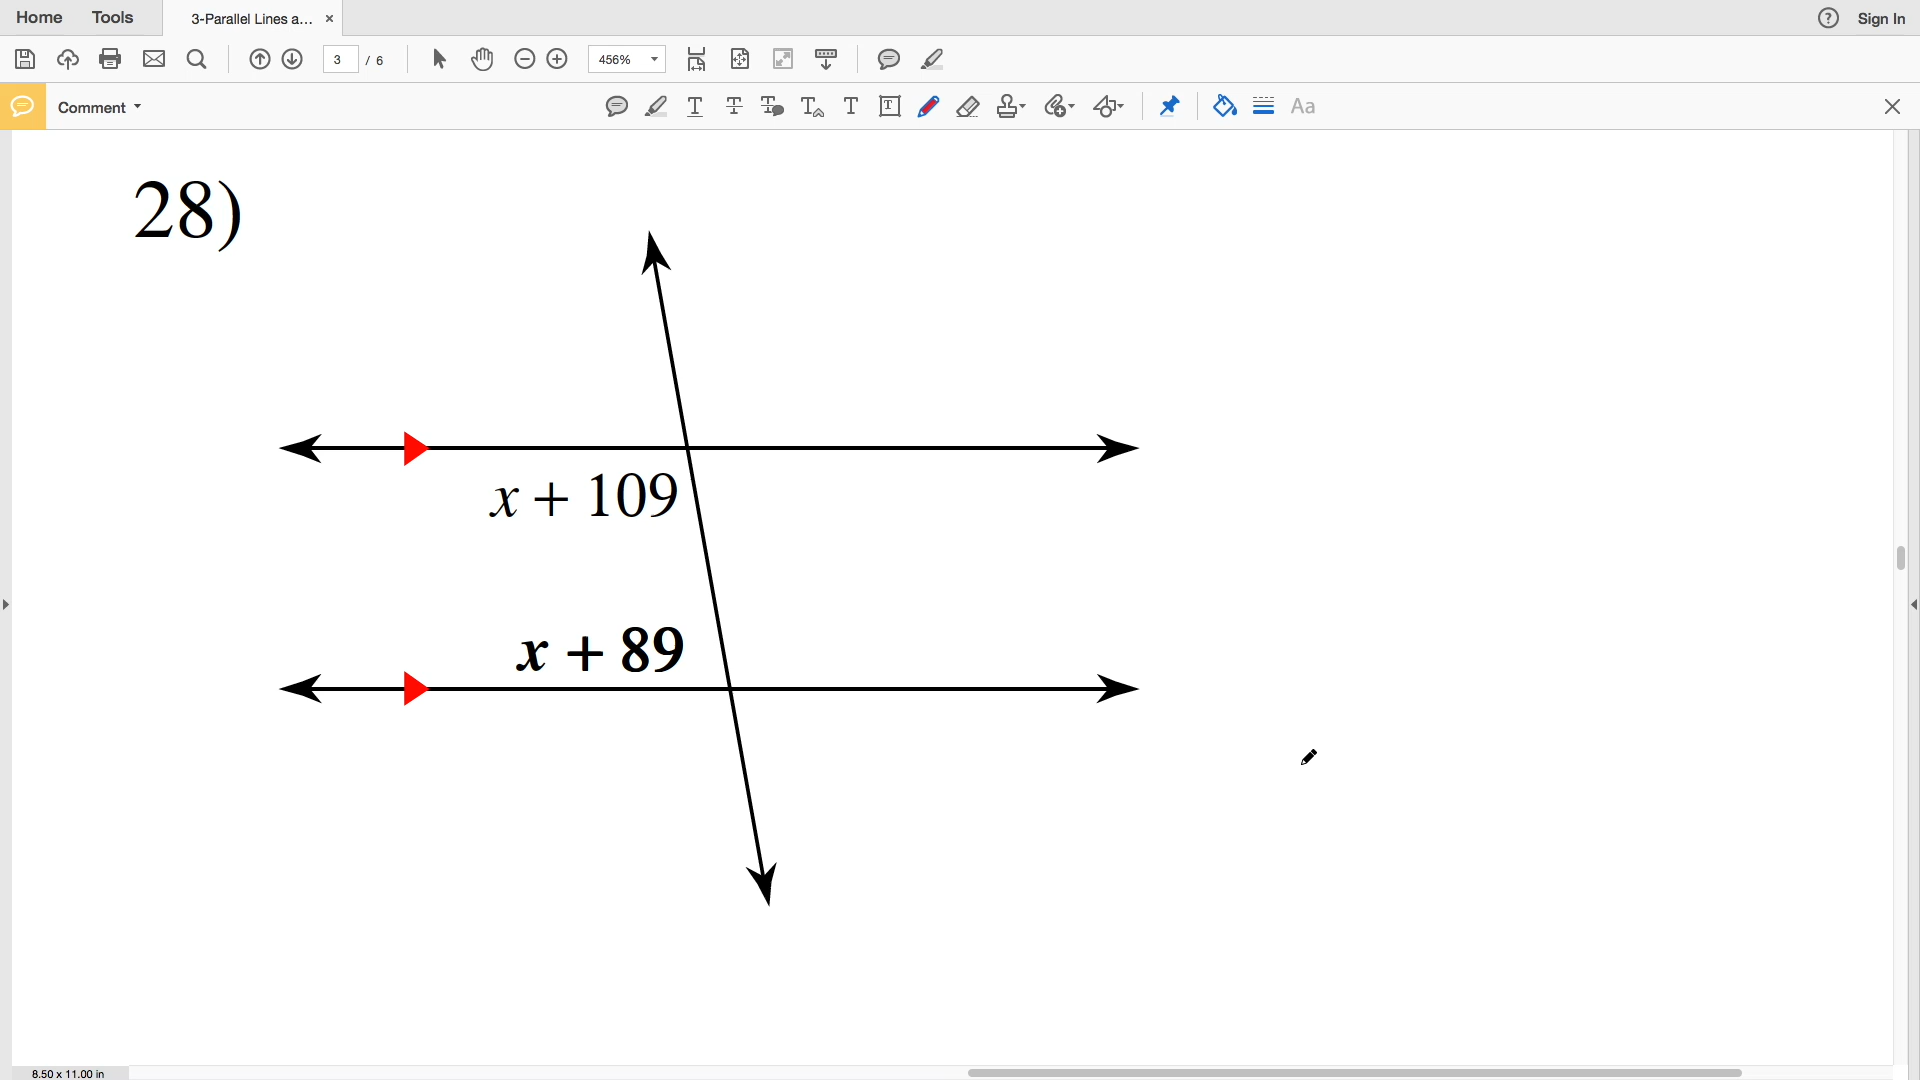 Home Tools 3-Parallel Lines a... × ? Sign In
3 / 6 456%
Comment T T T T T T Aa
28)
x + 109
x + 89
8.50 x 11.00 in